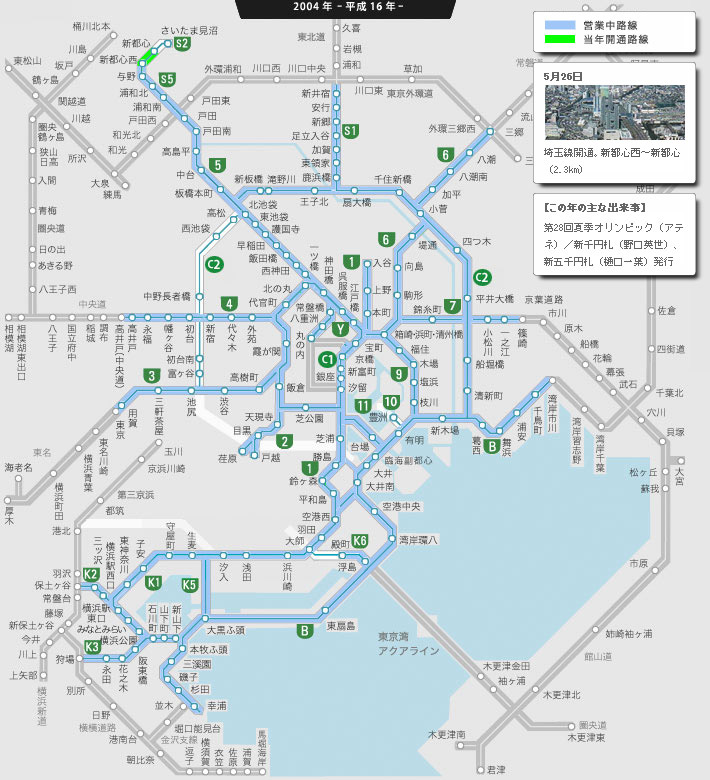 2004年 −平成16年−
営業中路線
当年開通路線
5月26日
埼玉線開通。新都心西〜新都心
（2.3km）
【この年の主な出来事】
第28回夏季オリンピック（アテ
ネ）／新千円札（野口英世）、
新五千円札（樋口一葉）発行
さいたま見沼
桶川北本
新都心
S2
川島
新都心西
坂戸
与野
S5
東松山
鶴ヶ島
浦和北
浦和南
関越道
川越
戸田西
戸田東
戸田
戸田南
外環浦和
川口西
川口中央
東北道
久喜
岩槻
浦和
川口東
草加
東京外環道
常磐道
外環三郷西
三郷
流山
成田
圏央
鶴ヶ島
狭山
日高
所沢
和光北
和光
大泉
練馬
入間
青梅
圏央道
日の出
あきる野
八王子西
高島平
中台
板橋本町
5
新井宿
安行
新郷
足立入谷
加賀
東領家
鹿浜橋
S1
新板橋
滝野川
王子北
扇大橋
千住新橋
6
八潮
八潮南
加平
小菅
高松
北池袋
東池袋
護国寺
西池袋
早稲田
飯田橋
西神田
C2
一ツ橋
神田橋
呉服橋
江戸橋
1
入谷
上野
本町
6
堤通
向島
駒形
四つ木
C2
平井大橋
7
錦糸町
中央道
中野長者橋
4
北の丸
代官町
常盤橋
八重洲
丸の内
Y
C1
銀座
宝町
京橋
新富町
汐留
箱崎・浜町・清洲橋
福住
木場
塩浜
枝川
9
小松川
一之江
篠崎
船堀橋
清新町
京葉道路
市川
原木
船橋
花輪
幕張
武石
穴川
貝塚
佐倉
四街道
千葉北
相模湖
相模湖東出口
八王子
国立府中
稲城
調布
高井戸（中央道）
高井戸
永福
幡ヶ谷
初台
新宿
代々木
外苑
霞が関
初台南
富ヶ谷
3
高樹町
飯倉
用賀
東京
三軒茶屋
池尻
渋谷
天現寺
目黒
芝公園
荏原
戸越
2
11
10
豊洲
芝浦
台場
有明
新木場
臨海副都心
葛西
舞浜
浦安
千鳥町
湾岸市川
B
湾岸習志野
湾岸千葉
大宮
松ヶ丘
蘇我
市原
東名
東名川崎
横浜青葉
玉川
京浜川崎
海老名
横浜町田
厚木
第三京浜
都筑
港北
勝島
1
鈴ヶ森
平和島
空港西
羽田
大師
大井
大井南
空港中央
湾岸環八
殿町
K6
浮島
守屋町
生麦
子安
東神奈川
横浜駅西口
三ツ沢
汐入
浅田
浜川崎
K1
K5
羽沢
K2
保土ヶ谷
常盤台
横浜駅
東口
みなとみらい
横浜公園
石川町
山下町
新山下
大黒ふ頭
B
東扇島
藤塚
新保土ヶ谷
今井
川上
上矢部
横浜新道
K3
狩場
永田
花之木
阪東橋
本牧ふ頭
三溪園
磯子
杉田
幸浦
並木
堀口能見台
別所
日野
横横道路
港南台
朝比奈
金沢支線
逗子
横須賀
衣笠
佐原
浦賀
馬堀海岸
東京湾
アクアライン
木更津金田
袖ヶ浦
木更津北
姉崎袖ヶ浦
館山道
木更津南
圏央道
木更津東
君津